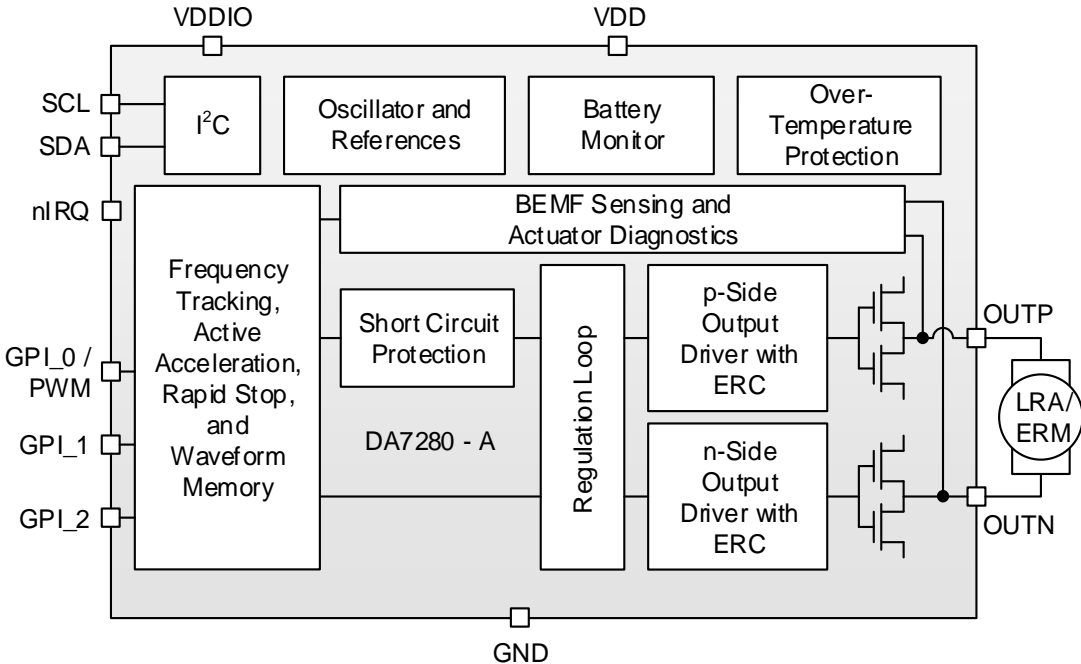 VDDIO
VDD
SCL
SDA
I²C
Oscillator and
References
Battery
Monitor
Over-
Temperature
Protection
nIRQ
BEMF Sensing and
Actuator Diagnostics
Frequency
Tracking,
Active
Acceleration,
Rapid Stop,
and
Waveform
Memory
Short Circuit
Protection
Regulation Loop
p-Side
Output
Driver with
ERC
OUTP
GPI_0 /
PWM
LRA/
ERM
GPI_1
DA7280 - A
n-Side
Output
Driver with
ERC
GPI_2
OUTN
GND